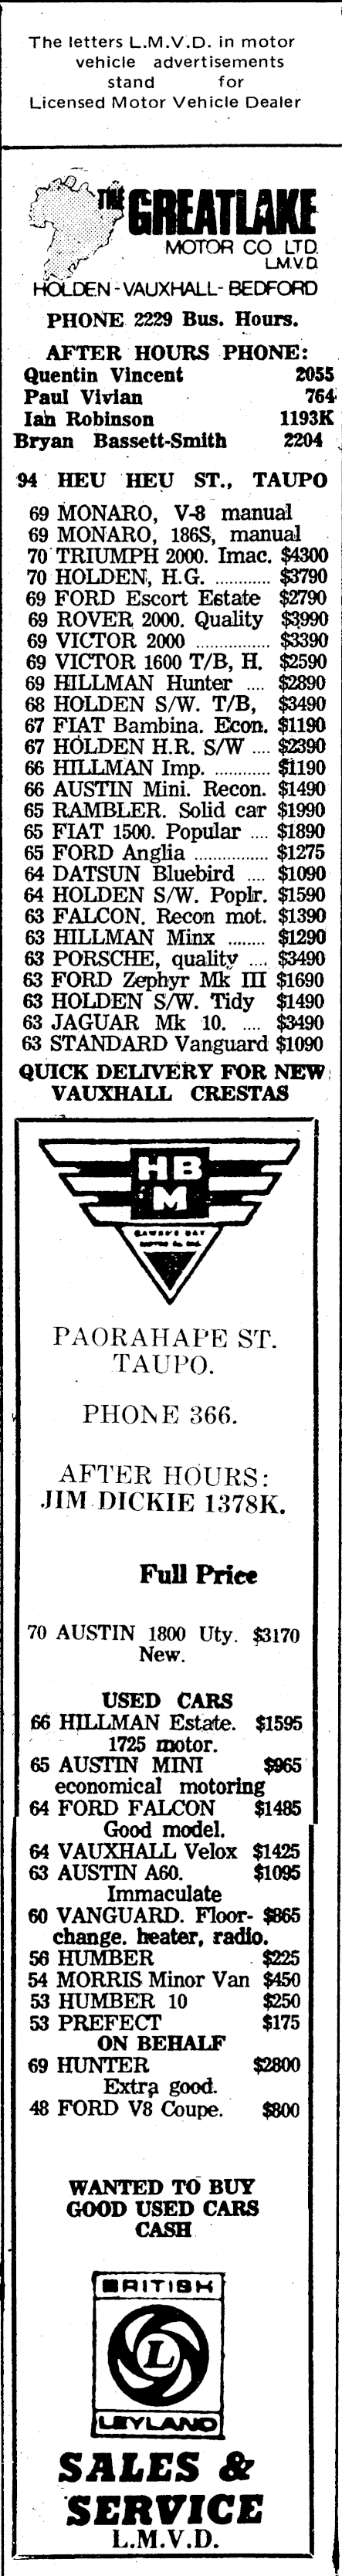 The letters L.M.V.D. in motor
vehicle advertisements
stand for
Licensed Motor Vehicle Dealer
THE GREATLAKE
MOTOR CO LTD.
L.M.V.D.
HOLDEN - VAUXHALL - BEDFORD
PHONE 2229 Bus. Hours.
AFTER HOURS PHONE:
Quentin Vincent 2055
Paul Vivian 764
Ian Robinson 1193K
Bryan Bassett-Smith 2204
94 HEU HEU ST., TAUPO
69 MONARO, V-8 manual
69 MONARO, 186S, manual
70 TRIUMPH 2000. Imac. $4300
70 HOLDEN, H.G. ............ $3790
69 FORD Escort Estate $2790
69 ROVER 2000. Quality $3990
69 VICTOR 2000 ................ $3390
69 VICTOR 1600 T/B, H. $2590
69 HILLMAN Hunter .... $2890
68 HOLDEN S/W. T/B, $3490
67 FIAT Bambina. Econ. $1190
67 HOLDEN H.R. S/W .... $2390
66 HILLMAN Imp. ............ $1190
66 AUSTIN Mini. Recon. $1490
65 RAMBLER. Solid car $1990
65 FIAT 1500. Popular .... $1890
65 FORD Anglia ................ $1275
64 DATSUN Bluebird .... $1090
64 HOLDEN S/W. Poplr. $1590
63 FALCON. Recon mot. $1390
63 HILLMAN Minx ........ $1290
63 PORSCHE, quality .... $3490
63 FORD Zephyr Mk III $1690
63 HOLDEN S/W. Tidy $1490
63 JAGUAR Mk 10. .... $3490
63 STANDARD Vanguard $1090
QUICK DELIVERY FOR NEW
VAUXHALL CRESTAS
HB
M
PAORAHAPE ST.
TAUPO.
PHONE 366.
AFTER HOURS:
JIM DICKIE 1378K.
Full Price
70 AUSTIN 1800 Uty. $3170
New.
USED CARS
66 HILLMAN Estate. $1595
1725 motor.
65 AUSTIN MINI $965
economical motoring
64 FORD FALCON $1485
Good model.
64 VAUXHALL Velox $1425
63 AUSTIN A60. $1095
Immaculate
60 VANGUARD. Floor- $865
change. heater, radio.
56 HUMBER $225
54 MORRIS Minor Van $450
53 HUMBER 10 $250
53 PREFECT $175
ON BEHALF
69 HUNTER $2800
Extra good.
48 FORD V8 Coupe. $800
WANTED TO BUY
GOOD USED CARS
CASH
BRITISH
L
LEYLAND
SALES &
SERVICE
L.M.V.D.